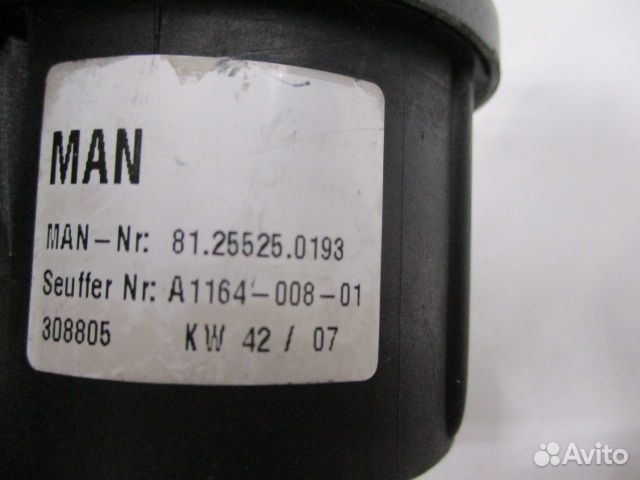 MAN
MAN-Nr: 81.25525.0193
Seuffer Nr: A1164-008-01
308805 KW 42 / 07
Avito